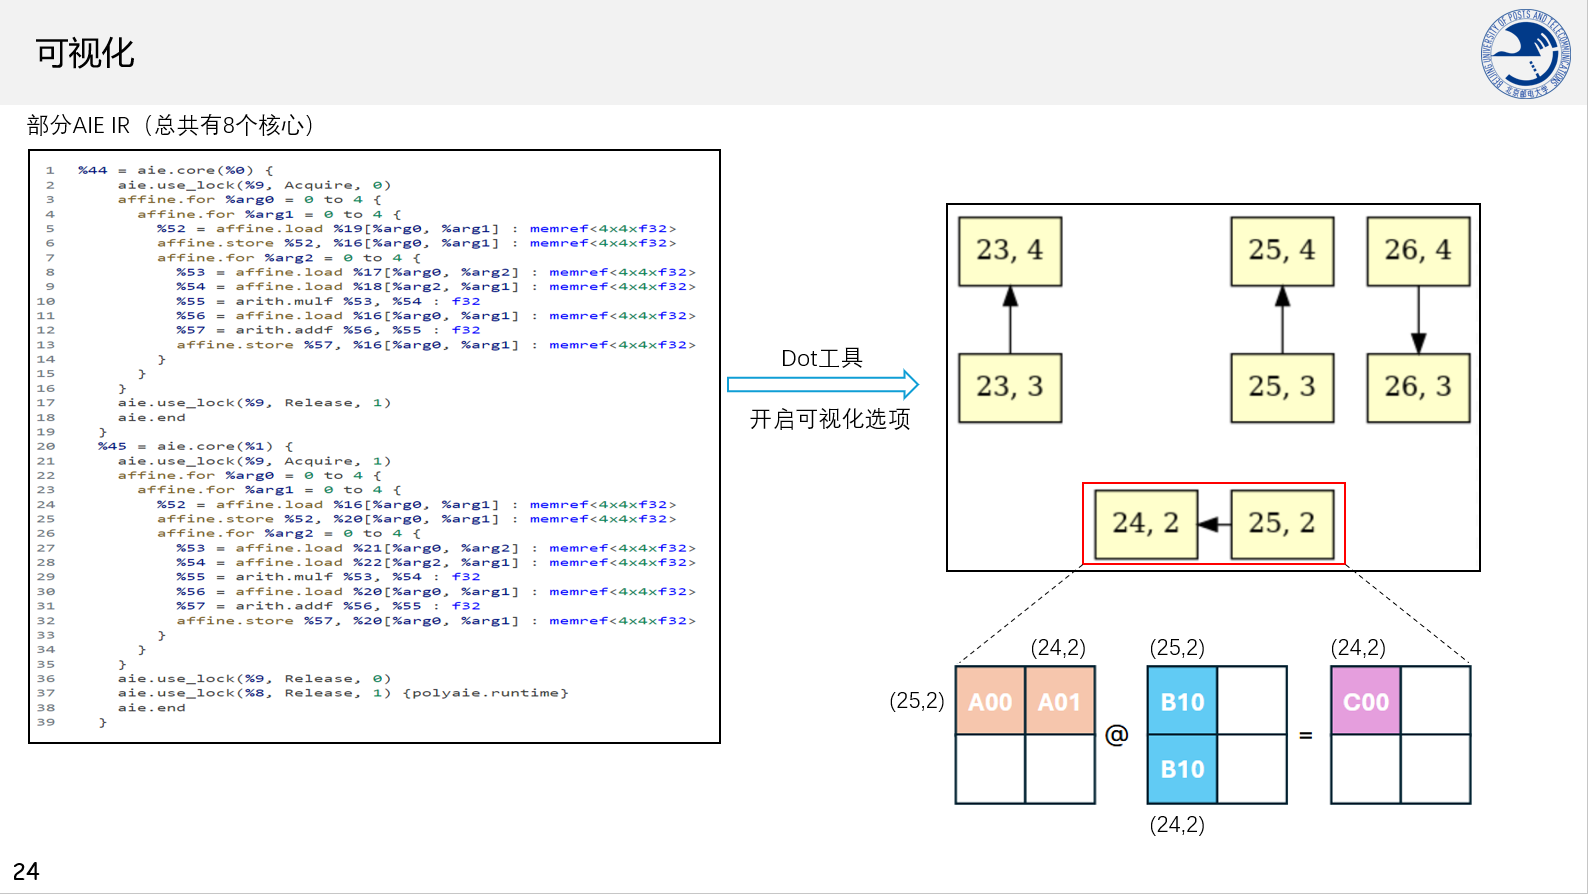 可视化
BEIJING UNIVERSITY OF POSTS AND TELECOMMUNICATIONS
北京邮电大学
部分AIE IR（总共有8个核心）
1 %44 = aie.core(%0) {
2 aie.use_lock(%9, Acquire, 0)
3 affine.for %arg0 = 0 to 4 {
4 affine.for %arg1 = 0 to 4 {
5 %52 = affine.load %19[%arg0, %arg1] : memref<4x4xf32>
6 affine.store %52, %16[%arg0, %arg1] : memref<4x4xf32>
7 affine.for %arg2 = 0 to 4 {
8 %53 = affine.load %17[%arg0, %arg2] : memref<4x4xf32>
9 %54 = affine.load %18[%arg2, %arg1] : memref<4x4xf32>
10 %55 = arith.mulf %53, %54 : f32
11 %56 = affine.load %16[%arg0, %arg1] : memref<4x4xf32>
12 %57 = arith.addf %56, %55 : f32
13 affine.store %57, %16[%arg0, %arg1] : memref<4x4xf32>
14 }
15 }
16 }
17 aie.use_lock(%9, Release, 1)
18 aie.end
19 }
20 %45 = aie.core(%1) {
21 aie.use_lock(%9, Acquire, 1)
22 affine.for %arg0 = 0 to 4 {
23 affine.for %arg1 = 0 to 4 {
24 %52 = affine.load %16[%arg0, %arg1] : memref<4x4xf32>
25 affine.store %52, %20[%arg0, %arg1] : memref<4x4xf32>
26 affine.for %arg2 = 0 to 4 {
27 %53 = affine.load %21[%arg0, %arg2] : memref<4x4xf32>
28 %54 = affine.load %22[%arg2, %arg1] : memref<4x4xf32>
29 %55 = arith.mulf %53, %54 : f32
30 %56 = affine.load %20[%arg0, %arg1] : memref<4x4xf32>
31 %57 = arith.addf %56, %55 : f32
32 affine.store %57, %20[%arg0, %arg1] : memref<4x4xf32>
33 }
34 }
35 }
36 aie.use_lock(%9, Release, 0)
37 aie.use_lock(%8, Release, 1) {polyaie.runtime}
38 aie.end
39 }
Dot工具
开启可视化选项
23, 4 25, 4 26, 4
23, 3 25, 3 26, 3
24, 2 25, 2
(24,2) (25,2) (24,2)
(25,2) A00 A01 B10 C00
@ =
B10
(24,2)
24